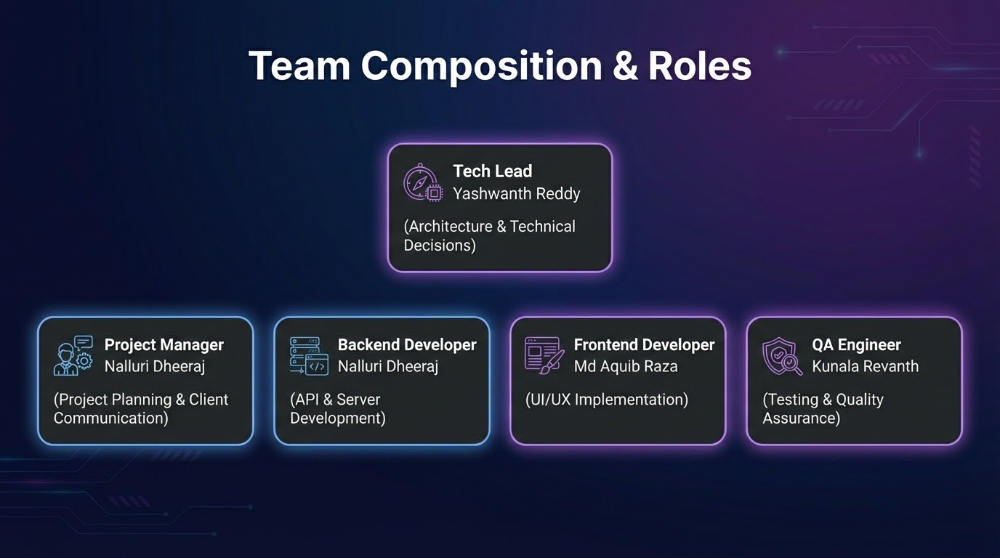 Team Composition & Roles
Tech Lead
Yashwanth Reddy
(Architecture & Technical
Decisions)
Project Manager
Nalluri Dheeraj
(Project Planning & Client
Communication)
Backend Developer
Nalluri Dheeraj
(API & Server
Development)
Frontend Developer
Md Aquib Raza
(UI/UX Implementation)
QA Engineer
Kunala Revanth
(Testing & Quality
Assurance)